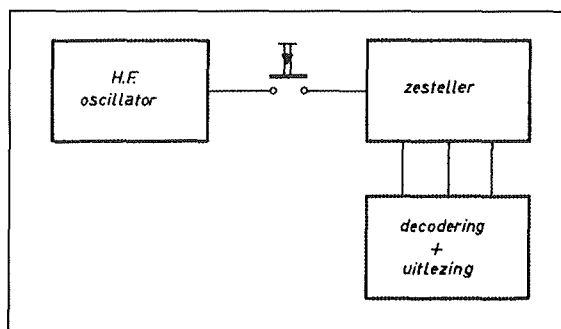 H.F.
oscillator
zesteller
decodering
+
uitlezing